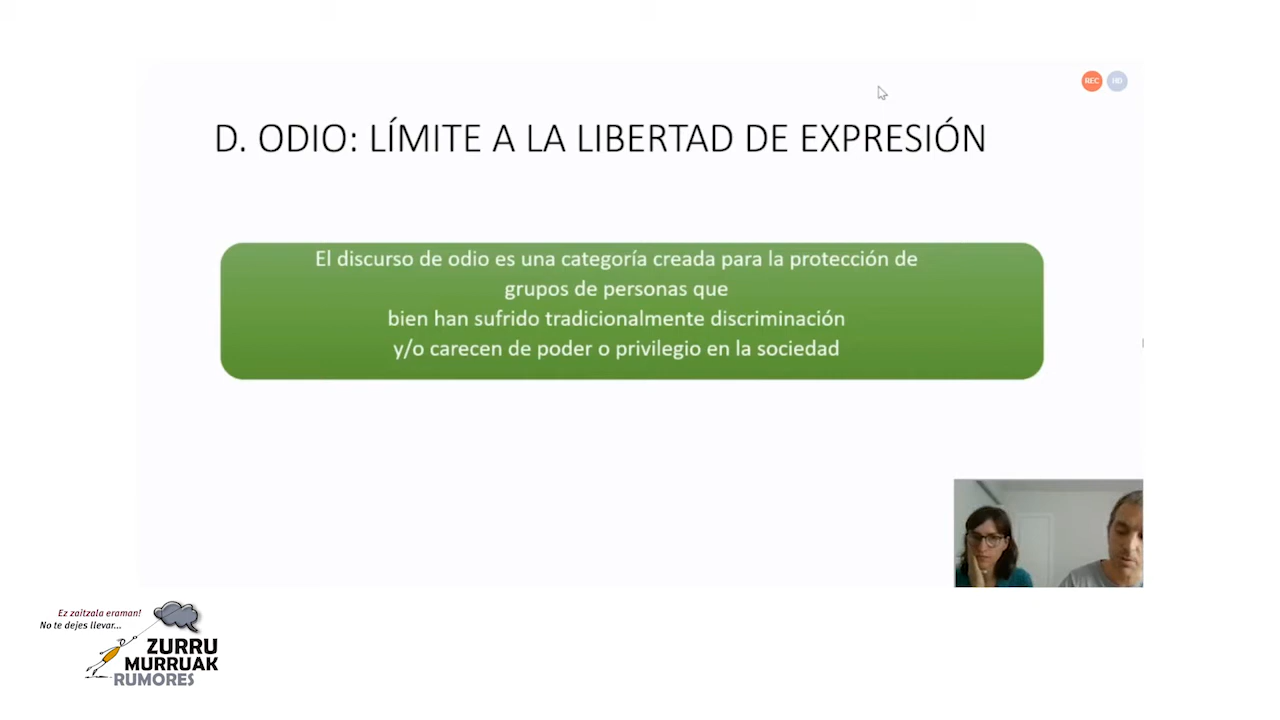 REC
HD
D. ODIO: LÍMITE A LA LIBERTAD DE EXPRESIÓN
El discurso de odio es una categoría creada para la protección de
grupos de personas que
bien han sufrido tradicionalmente discriminación
y/o carecen de poder o privilegio en la sociedad
Ez zaitzala eraman!
No te dejes llevar...
ZURRU
MURRUAK
RUMORES